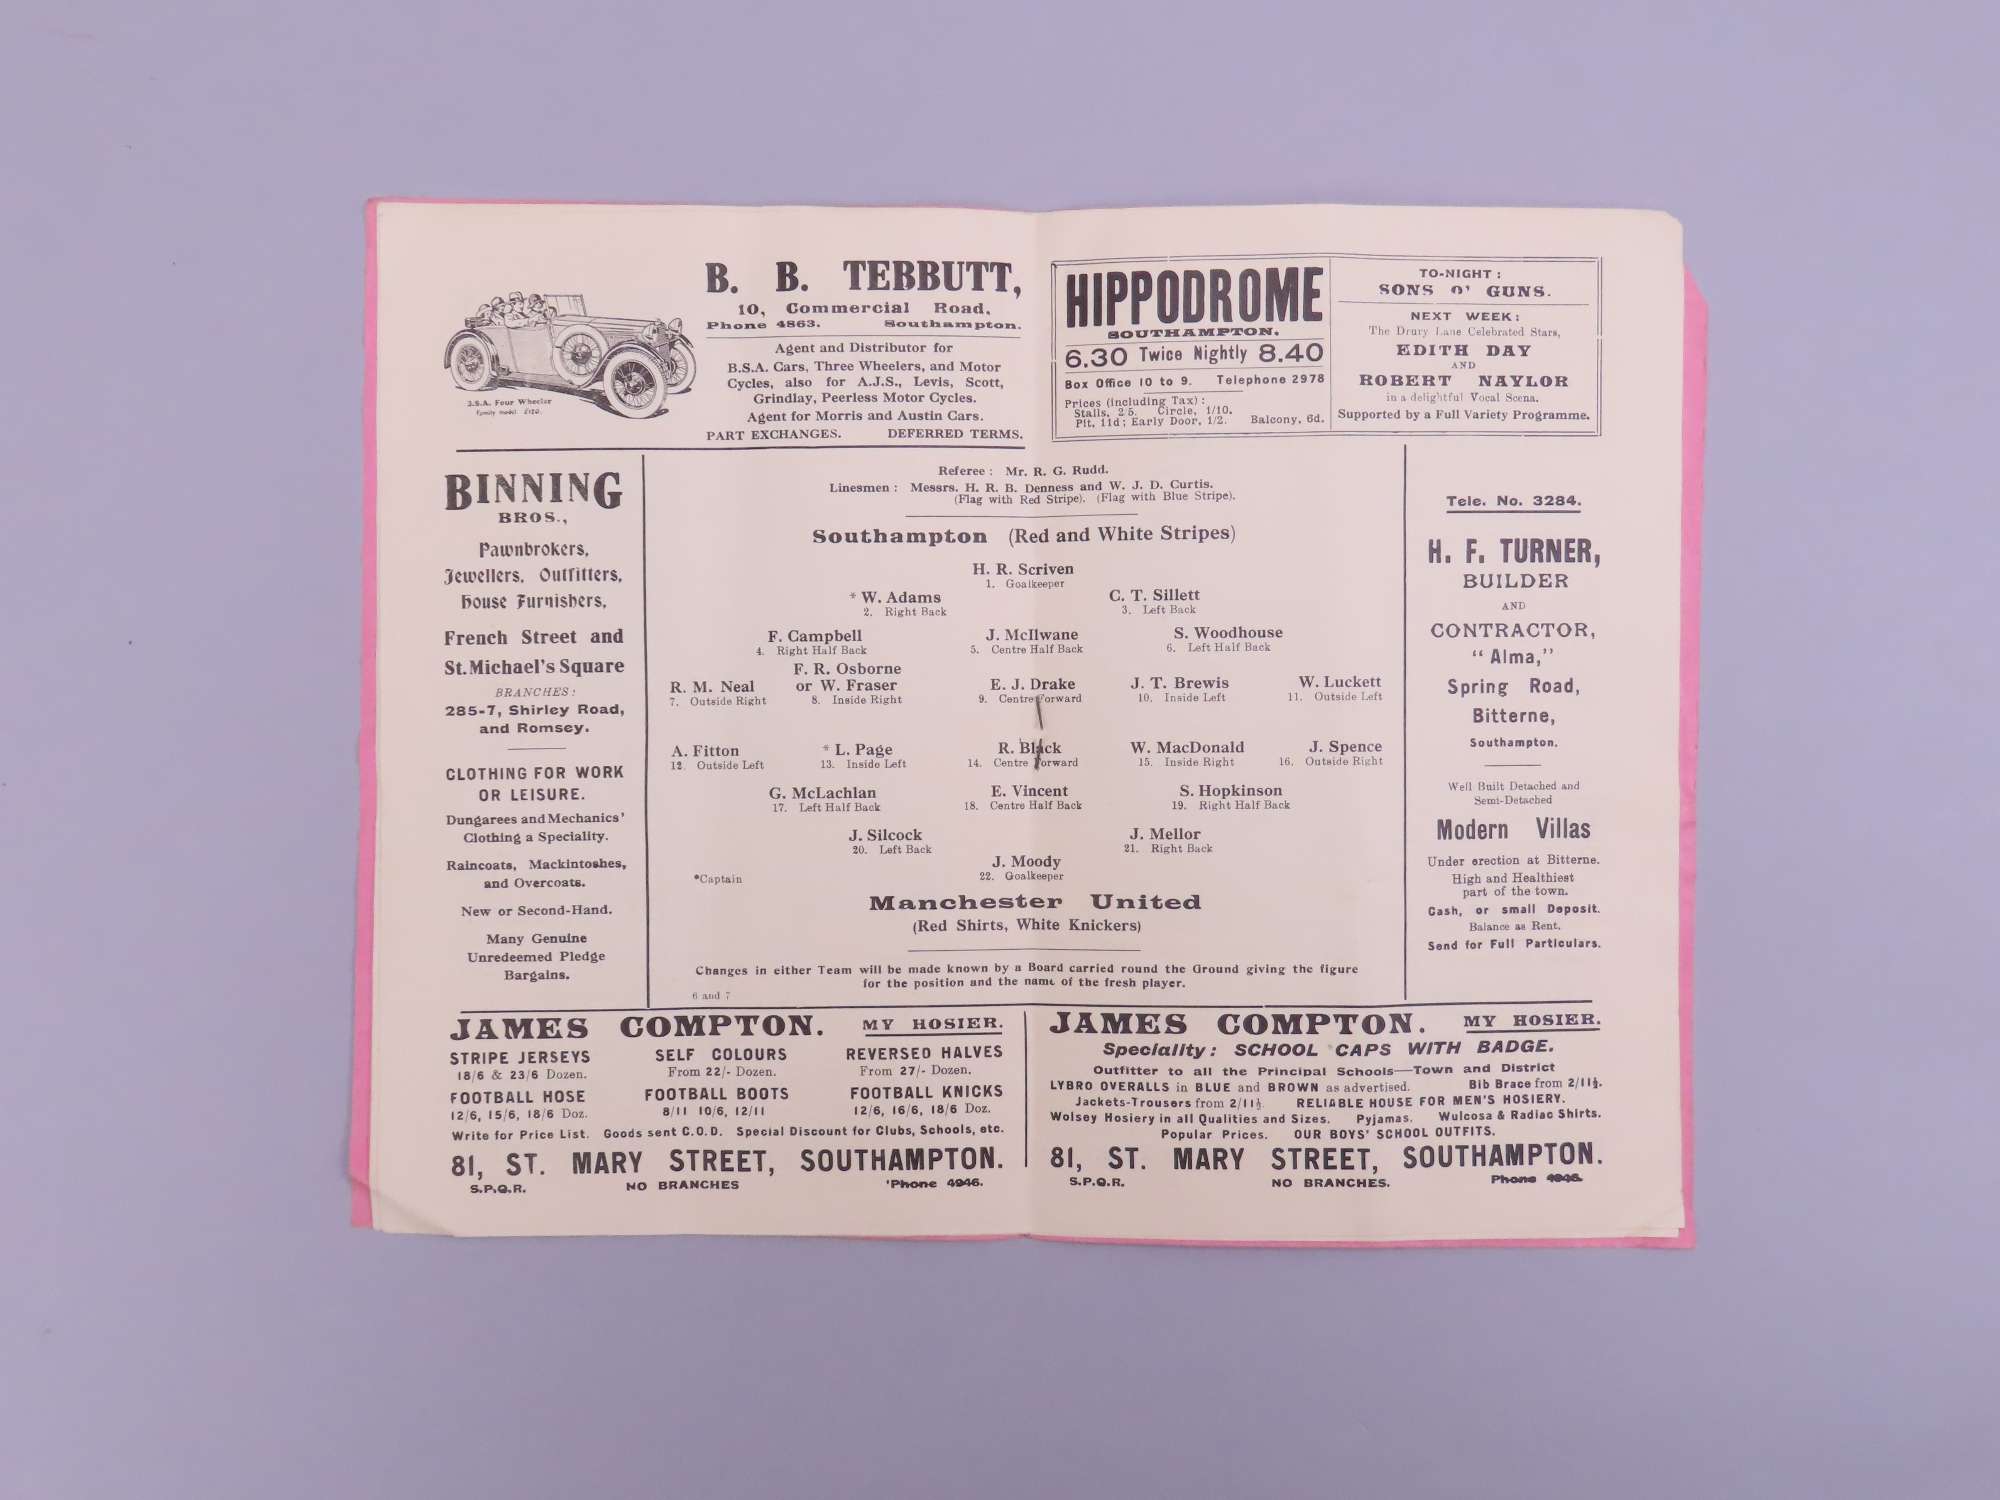 B. B. TEBBUTT,
10, Commercial Road,
Phone 4863. Southampton.
Agent and Distributor for
B.S.A. Cars, Three Wheelers, and Motor
Cycles, also for A.J.S., Levis, Scott,
Grindlay, Peerless Motor Cycles.
Agent for Morris and Austin Cars.
PART EXCHANGES. DEFERRED TERMS.
B.S.A. Four Wheeler
Family model
HIPPODROME
SOUTHAMPTON.
6.30 Twice Nightly 8.40
Box Office 10 to 9. Telephone 2978
Prices (including Tax):
Stalls, 2/5. Circle, 1/10.
Pit, 11d; Early Door, 1/2. Balcony, 6d.
TO-NIGHT:
SONS O' GUNS.
NEXT WEEK:
The Drury Lane Celebrated Stars,
EDITH DAY
AND
ROBERT NAYLOR
in a delightful Vocal Scena.
Supported by a Full Variety Programme.
BINNING
BROS.,
Pawnbrokers,
Jewellers, Outfitters,
House Furnishers,
French Street and
St. Michael's Square
BRANCHES:
285-7, Shirley Road,
and Romsey.
CLOTHING FOR WORK
OR LEISURE.
Dungarees and Mechanics'
Clothing a Speciality.
Raincoats, Mackintoshes,
and Overcoats.
New or Second-Hand.
Many Genuine
Unredeemed Pledge
Bargains.
Referee: Mr. R. G. Rudd.
Linesmen: Messrs. H. R. B. Denness and W. J. D. Curtis.
(Flag with Red Stripe). (Flag with Blue Stripe).
Southampton (Red and White Stripes)
H. R. Scriven
1. Goalkeeper
* W. Adams C. T. Sillett
2. Right Back 3. Left Back
F. Campbell J. McIlwane S. Woodhouse
4. Right Half Back 5. Centre Half Back 6. Left Half Back
F. R. Osborne
R. M. Neal or W. Fraser E. J. Drake J. T. Brewis W. Luckett
7. Outside Right 8. Inside Right 9. Centre Forward 10. Inside Left 11. Outside Left
A. Fitton * L. Page R. Black W. MacDonald J. Spence
12. Outside Left 13. Inside Left 14. Centre Forward 15. Inside Right 16. Outside Right
G. McLachlan E. Vincent S. Hopkinson
17. Left Half Back 18. Centre Half Back 19. Right Half Back
J. Silcock J. Mellor
20. Left Back 21. Right Back
J. Moody
*Captain 22. Goalkeeper
Manchester United
(Red Shirts, White Knickers)
Changes in either Team will be made known by a Board carried round the Ground giving the figure
for the position and the name of the fresh player.
6 and 7
Tele. No. 3284.
H. F. TURNER,
BUILDER
AND
CONTRACTOR,
"Alma,"
Spring Road,
Bitterne,
Southampton.
Well Built Detached and
Semi-Detached
Modern Villas
Under erection at Bitterne.
High and Healthiest
part of the town.
Cash, or small Deposit.
Balance as Rent.
Send for Full Particulars.
JAMES COMPTON. MY HOSIER.
STRIPE JERSEYS SELF COLOURS REVERSED HALVES
18/6 & 23/6 Dozen. From 22/- Dozen. From 27/- Dozen.
FOOTBALL HOSE FOOTBALL BOOTS FOOTBALL KNICKS
12/6, 15/6, 18/6 Doz. 8/11 10/6, 12/11 12/6, 16/6, 18/6 Doz.
Write for Price List. Goods sent C.O.D. Special Discount for Clubs, Schools, etc.
81, ST. MARY STREET, SOUTHAMPTON.
S.P.Q.R. NO BRANCHES 'Phone 4946.
JAMES COMPTON. MY HOSIER.
Speciality: SCHOOL CAPS WITH BADGE.
Outfitter to all the Principal Schools—Town and District
LYBRO OVERALLS in BLUE and BROWN as advertised. Bib Brace from 2/11½.
Jackets-Trousers from 2/11½. RELIABLE HOUSE FOR MEN'S HOSIERY.
Wolsey Hosiery in all Qualities and Sizes. Pyjamas. Wulcosa & Radiac Shirts.
Popular Prices. OUR BOYS' SCHOOL OUTFITS.
81, ST. MARY STREET, SOUTHAMPTON.
S.P.Q.R. NO BRANCHES. Phone 4946.